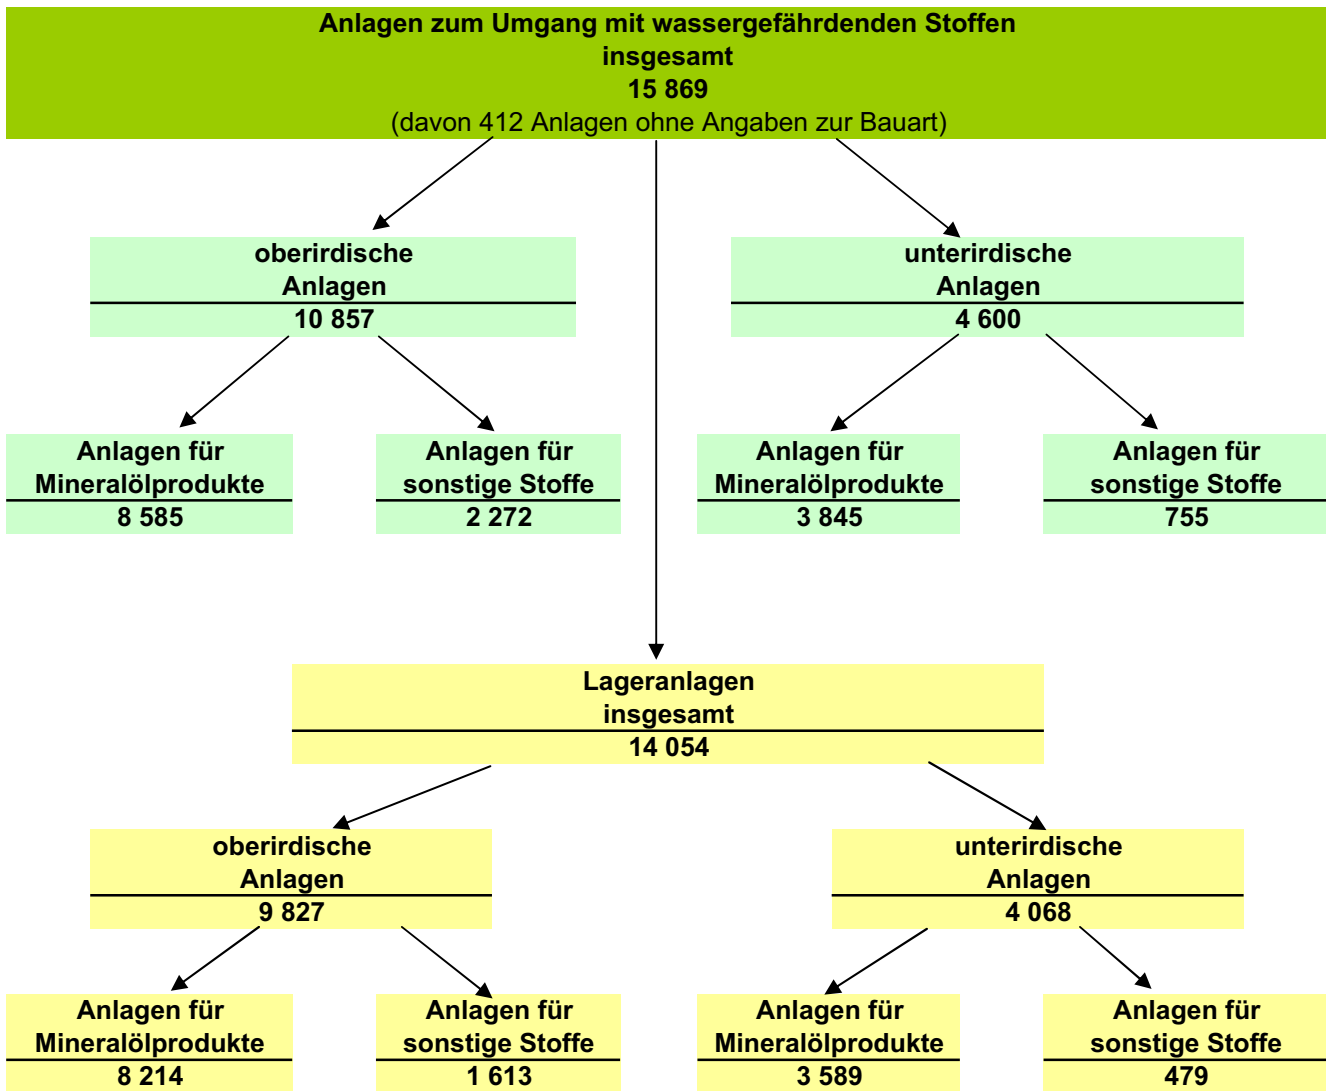 Anlagen zum Umgang mit wassergefährdenden Stoffen
insgesamt
15 869
(davon 412 Anlagen ohne Angaben zur Bauart)
oberirdische
Anlagen
10 857
unterirdische
Anlagen
4 600
Anlagen für
Mineralölprodukte
8 585
Anlagen für
sonstige Stoffe
2 272
Anlagen für
Mineralölprodukte
3 845
Anlagen für
sonstige Stoffe
755
Lageranlagen
insgesamt
14 054
oberirdische
Anlagen
9 827
unterirdische
Anlagen
4 068
Anlagen für
Mineralölprodukte
8 214
Anlagen für
sonstige Stoffe
1 613
Anlagen für
Mineralölprodukte
3 589
Anlagen für
sonstige Stoffe
479